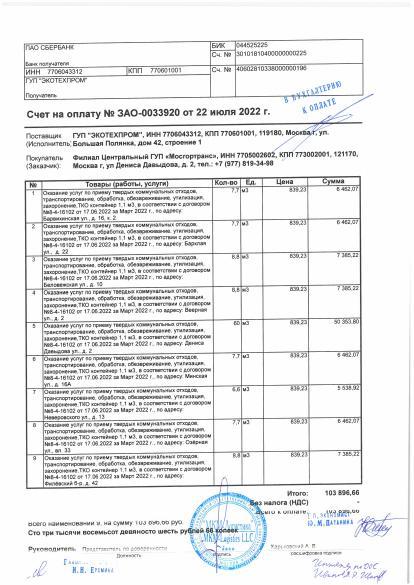 ПАО СБЕРБАНК
БИК 044525225
Сч. № 30101810400000000225
Банк получателя
ИНН 7706043312 КПП 770601001 Сч. № 40602810338000000196
ГУП "ЭКОТЕХПРОМ"
Получатель
В БУХГАЛТЕРИЮ
К ОПЛАТЕ
Счет на оплату № ЗАО-0033920 от 22 июля 2022 г.
Поставщик ГУП "ЭКОТЕХПРОМ", ИНН 7706043312, КПП 770601001, 119180, Москва г, ул.
(Исполнитель) Большая Полянка, дом 42, строение 1
Покупатель Филиал Центральный ГУП «Мосгортранс», ИНН 7705002602, КПП 773002001, 121170,
(Заказчик): Москва г, ул Дениса Давыдова, д. 2, тел.: +7 (977) 819-34-98
№ Товары (работы, услуги) Кол-во Ед. Цена Сумма
1 Оказание услуг по приему твердых коммунальных отходов, 7,7 м3 839,23 6 462,07
транспортирование, обработка, обезвреживание, утилизация,
захоронение,ТКО контейнер 1,1 м3, в соответствии с договором
№8-4-16102 от 17.06.2022 за Март 2022 г., по адресу:
Барвихинская ул., д. 16, к. 2
2 Оказание услуг по приему твердых коммунальных отходов, 7,7 м3 839,23 6 462,07
транспортирование, обработка, обезвреживание, утилизация,
захоронение,ТКО контейнер 1,1 м3, в соответствии с договором
№8-4-16102 от 17.06.2022 за Март 2022 г., по адресу: Барклая
ул., д. 22
3 Оказание услуг по приему твердых коммунальных отходов, 8,8 м3 839,23 7 385,22
транспортирование, обработка, обезвреживание, утилизация,
захоронение,ТКО контейнер 1,1 м3, в соответствии с договором
№8-4-16102 от 17.06.2022 за Март 2022 г., по адресу:
Беловежская ул., д. 10
4 Оказание услуг по приему твердых коммунальных отходов, 8,8 м3 839,23 7 385,22
транспортирование, обработка, обезвреживание, утилизация,
захоронение,ТКО контейнер 1,1 м3, в соответствии с договором
№8-4-16102 от 17.06.2022 за Март 2022 г., по адресу: Веерная
ул., д. 2
5 Оказание услуг по приему твердых коммунальных отходов, 60 м3 839,23 50 353,80
транспортирование, обработка, обезвреживание, утилизация,
захоронение,ТКО контейнер 1,1 м3, в соответствии с договором
№8-4-16102 от 17.06.2022 за Март 2022 г., по адресу: Дениса
Давыдова ул., д. 2
6 Оказание услуг по приему твердых коммунальных отходов, 7,7 м3 839,23 6 462,07
транспортирование, обработка, обезвреживание, утилизация,
захоронение,ТКО контейнер 1,1 м3, в соответствии с договором
№8-4-16102 от 17.06.2022 за Март 2022 г., по адресу: Минская
ул., д. 16А
7 Оказание услуг по приему твердых коммунальных отходов, 6,6 м3 839,23 5 538,92
транспортирование, обработка, обезвреживание, утилизация,
захоронение,ТКО контейнер 1,1 м3, в соответствии с договором
№8-4-16102 от 17.06.2022 за Март 2022 г., по адресу:
Неверовского ул., д. 13
8 Оказание услуг по приему твердых коммунальных отходов, 7,7 м3 839,23 6 462,07
транспортирование, обработка, обезвреживание, утилизация,
захоронение,ТКО контейнер 1,1 м3, в соответствии с договором
№8-4-16102 от 17.06.2022 за Март 2022 г., по адресу: Озёрная
ул., вл. 33
9 Оказание услуг по приему твердых коммунальных отходов, 8,8 м3 839,23 7 385,22
транспортирование, обработка, обезвреживание, утилизация,
захоронение,ТКО контейнер 1,1 м3, в соответствии с договором
№8-4-16102 от 17.06.2022 за Март 2022 г., по адресу:
Филёвский б-р, д. 42
Итого: 103 896,66
Без налога (НДС)
Всего к оплате: 103 896,66
Ю.М. ПАТАНИНА
Всего наименований 9, на сумму 103 896,66 руб.
Сто три тысячи восемьсот девяносто шесть рублей 66 копеек
MKM Logistics LLC
Руководитель Представитель по доверенности
Должность
расшифровка подписи
И.Н. ЕРОМИНА